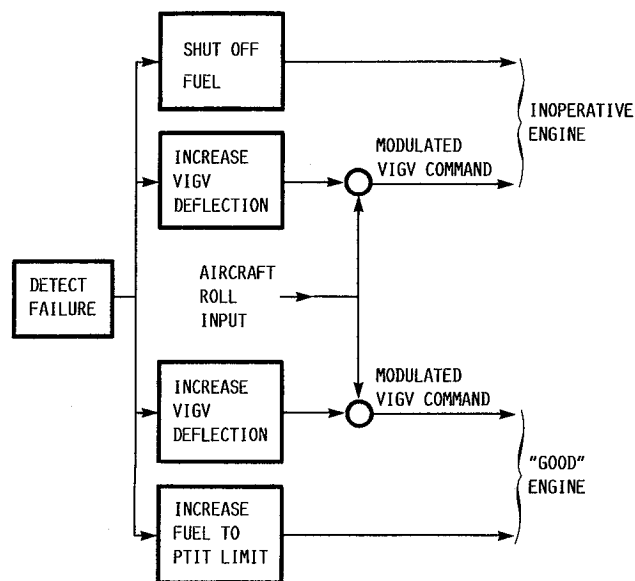 SHUT OFF
FUEL
INOPERATIVE
ENGINE
INCREASE
VIGV
DEFLECTION
MODULATED
VIGV COMMAND
DETECT
FAILURE
AIRCRAFT
ROLL
INPUT
INCREASE
VIGV
DEFLECTION
MODULATED
VIGV COMMAND
"GOOD"
ENGINE
INCREASE
FUEL TO
PTIT LIMIT